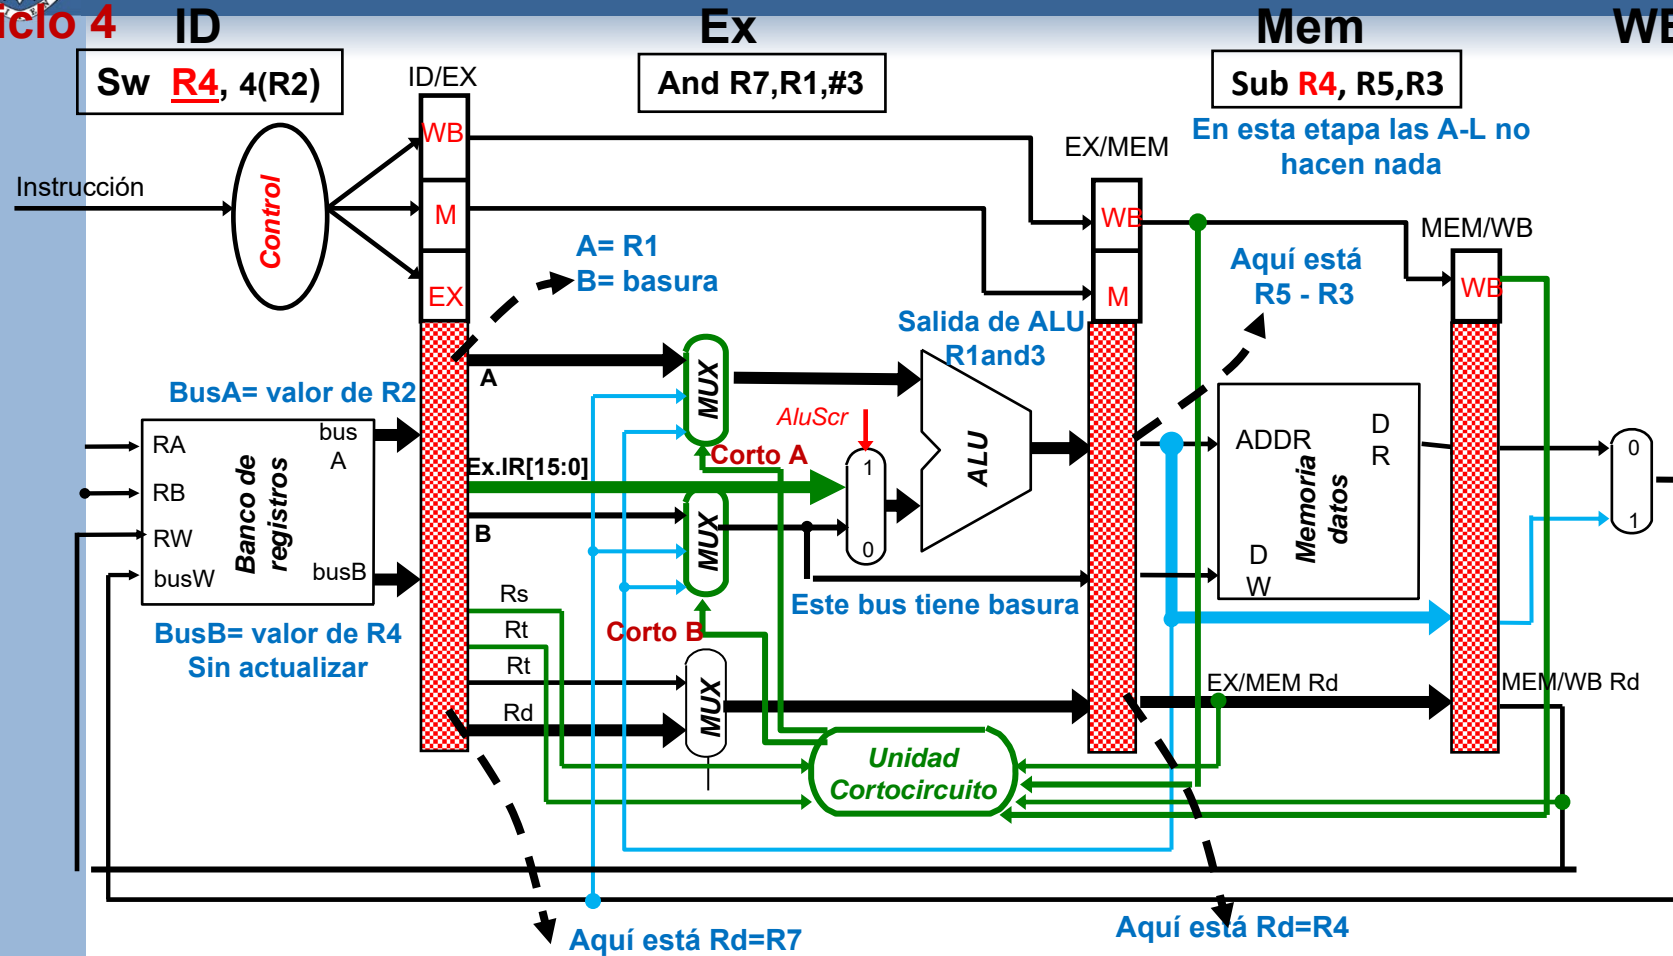 iclo 4
ID
Ex
Mem
WB
Sw R4, 4(R2)
ID/EX
And R7,R1,#3
Sub R4, R5,R3
En esta etapa las A-L no
hacen nada
EX/MEM
MEM/WB
Instrucción
Control
WB
M
EX
A= R1
B= basura
WB
M
Aquí está
R5 - R3
WB
Salida de ALU
R1and3
BusA= valor de R2
A
MUX
AluScr
ALU
RA
RB
RW
busW
Banco de
registros
bus
A
busB
Ex.IR[15:0]
Corto A
1
0
B
MUX
ADDR
D
R
Memoria
datos
D
W
0
1
Rs
Rt
Rt
Rd
Corto B
Este bus tiene basura
BusB= valor de R4
Sin actualizar
MUX
EX/MEM Rd
MEM/WB Rd
Unidad
Cortocircuito
Aquí está Rd=R7
Aquí está Rd=R4